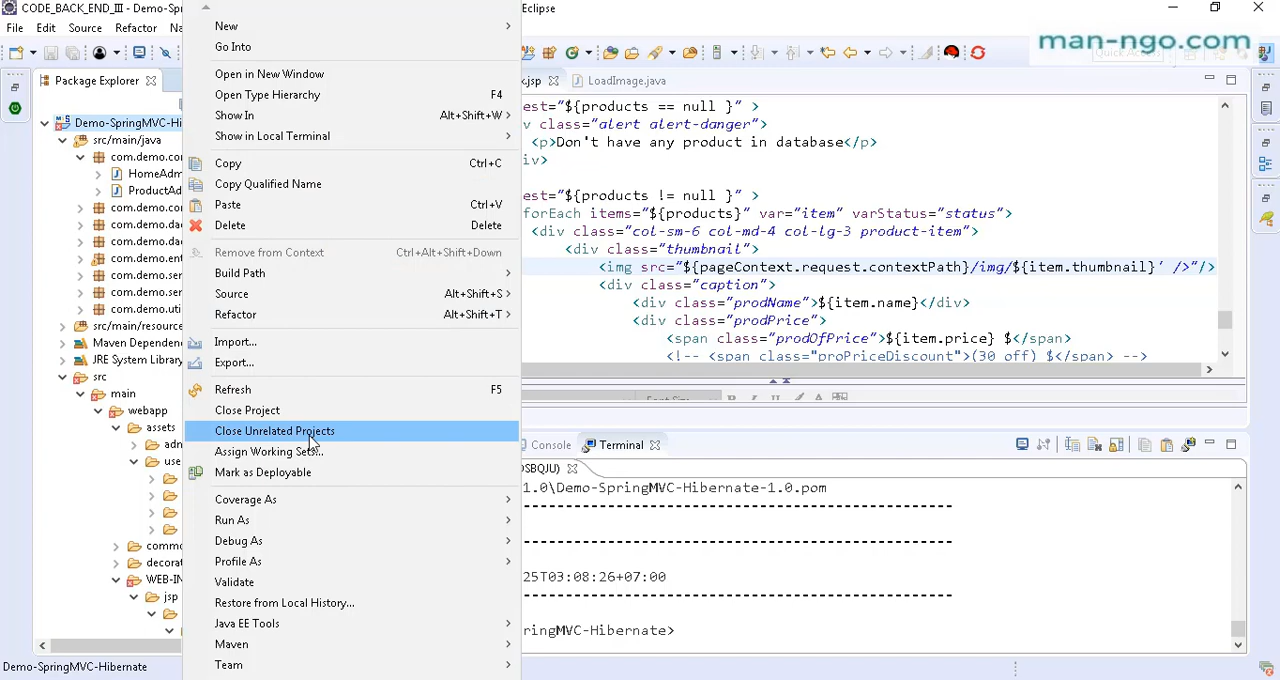 CODE_BACK_END_III - Demo-Spring
Eclipse
man-ngo.com
File
Edit
Source
Refactor
Package Explorer
Demo-SpringMVC-Hi
src/main/java
com.demo.co
HomeAdm
ProductAd
com.demo.co
com.demo.da
com.demo.da
com.demo.en
com.demo.ser
com.demo.ser
com.demo.uti
src/main/resource
Maven Dependen
JRE System Library
src
main
webapp
assets
adn
use
commo
decorat
WEB-IN
jsp
Demo-SpringMVC-Hibernate
New
Go Into
Open in New Window
Open Type Hierarchy F4
Show In Alt+Shift+W
Show in Local Terminal
Copy Ctrl+C
Copy Qualified Name
Paste Ctrl+V
Delete Delete
Remove from Context Ctrl+Alt+Shift+Down
Build Path
Source Alt+Shift+S
Refactor Alt+Shift+T
Import...
Export...
Refresh F5
Close Project
Close Unrelated Projects
Assign Working Sets...
Mark as Deployable
Coverage As
Run As
Debug As
Profile As
Validate
Restore from Local History...
Java EE Tools
Maven
Team
.jsp
LoadImage.java
est="${products == null }" >
v class="alert alert-danger">
<p>Don't have any product in database</p>
iv>
est="${products != null }" >
forEach items="${products}" var="item" varStatus="status">
<div class="col-sm-6 col-md-4 col-lg-3 product-item">
<div class="thumbnail">
<img src="${pageContext.request.contextPath}/img/${item.thumbnail}' />"/>
<div class="caption">
<div class="prodName">${item.name}</div>
<div class="prodPrice">
<span class="prodOfPrice">${item.price} $</span>
<!-- <span class="proPriceDiscount">(30 off) $</span> -->
Console
Terminal
OSBQJU)
1.0\Demo-SpringMVC-Hibernate-1.0.pom
------------------------------------------
------------------------------------------
25T03:08:26+07:00
------------------------------------------
ringMVC-Hibernate>